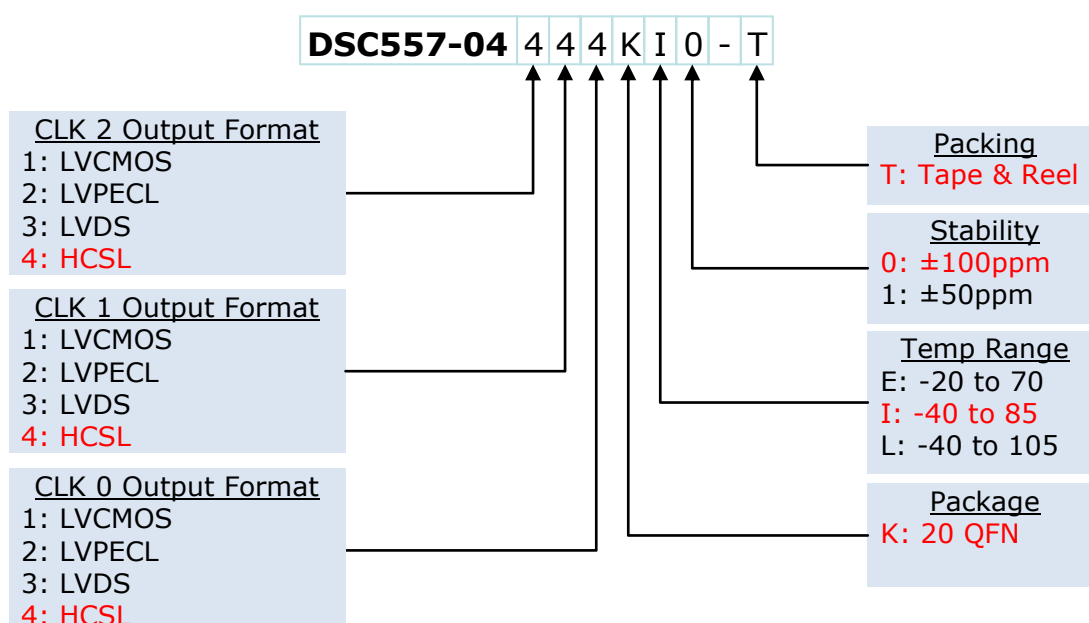 DSC557-04 4 4 4 K I 0 - T
CLK 2 Output Format
1: LVCMOS
2: LVPECL
3: LVDS
4: HCSL
CLK 1 Output Format
1: LVCMOS
2: LVPECL
3: LVDS
4: HCSL
CLK 0 Output Format
1: LVCMOS
2: LVPECL
3: LVDS
4: HCSL
Packing
T: Tape & Reel
Stability
0: ±100ppm
1: ±50ppm
Temp Range
E: -20 to 70
I: -40 to 85
L: -40 to 105
Package
K: 20 QFN